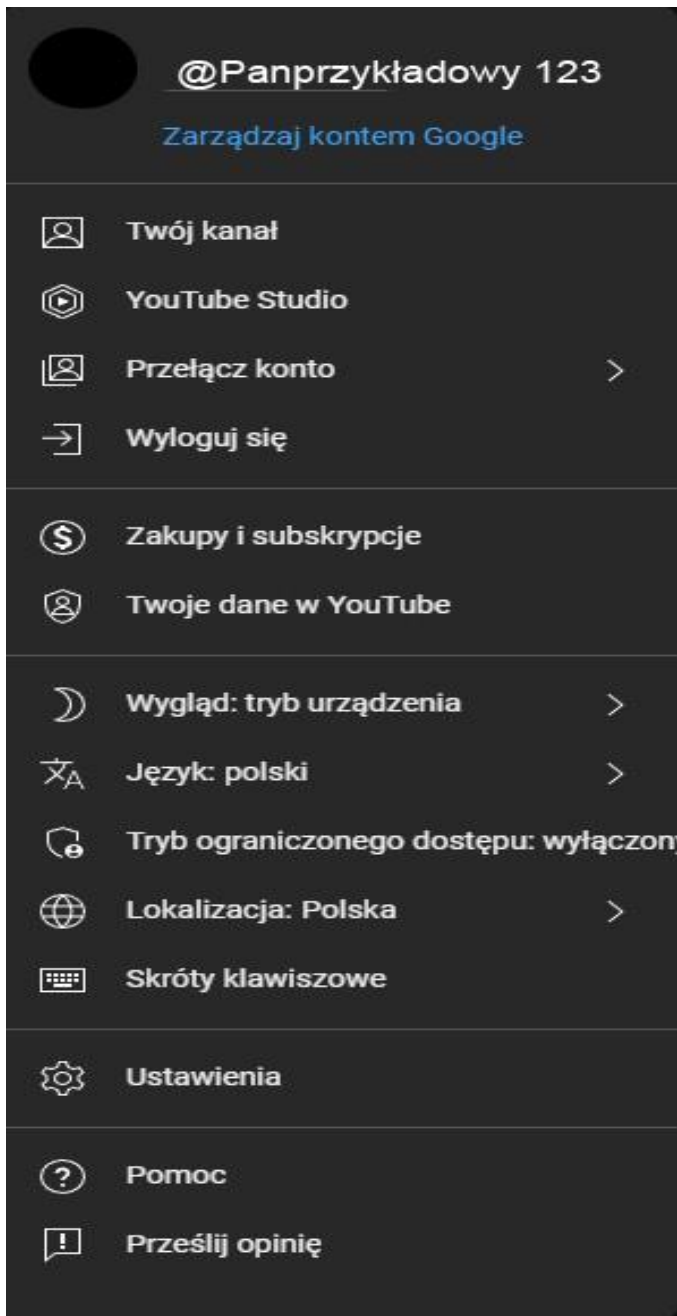 @Panprzykładowy 123
Zarządzaj kontem Google
Twój kanał
YouTube Studio
Przełącz konto
Wyloguj się
Zakupy i subskrypcje
Twoje dane w YouTube
Wygląd: tryb urządzenia
Język: polski
Tryb ograniczonego dostępu: wyłączony
Lokalizacja: Polska
Skróty klawiszowe
Ustawienia
Pomoc
Prześlij opinię